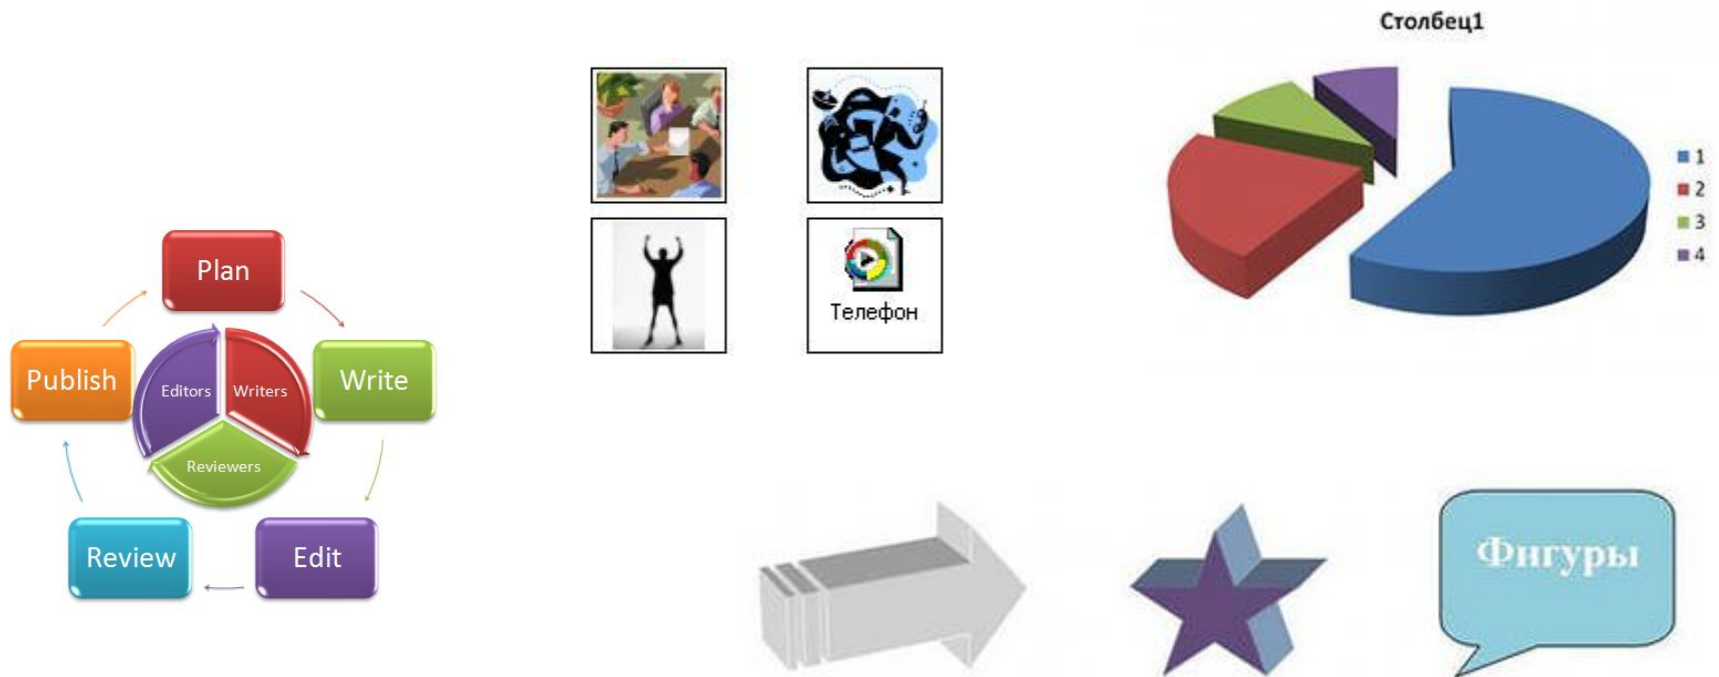 Plan
Write
Edit
Review
Publish
Editors
Writers
Reviewers
Телефон
Столбец1
1
2
3
4
Фигуры